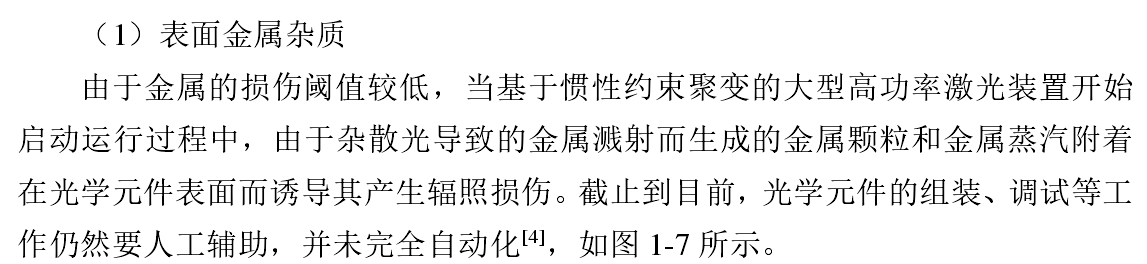 （1）表面金属杂质
由于金属的损伤阈值较低，当基于惯性约束聚变的大型高功率激光装置开始
启动运行过程中，由于杂散光导致的金属溅射而生成的金属颗粒和金属蒸汽附着
在光学元件表面而诱导其产生辐照损伤。截止到目前，光学元件的组装、调试等工
作仍然要人工辅助，并未完全自动化[4]，如图 1-7 所示。